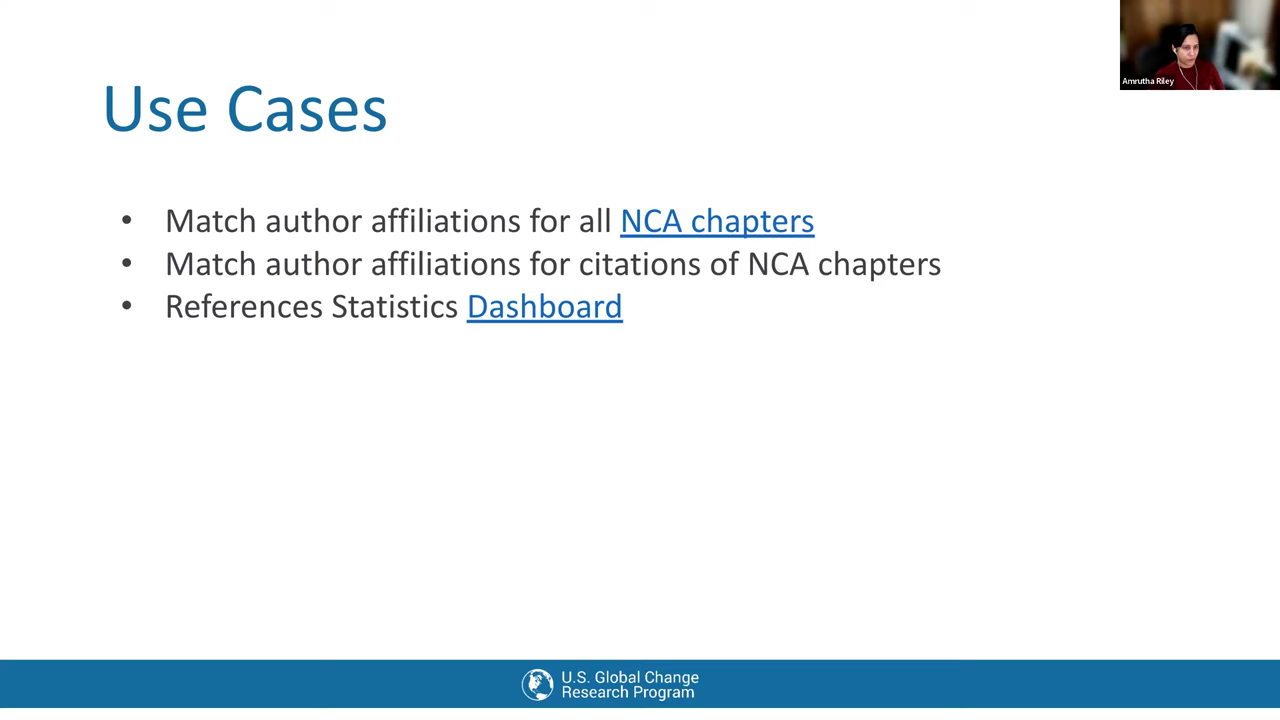 Amrutha Riley
Use Cases
• Match author affiliations for all NCA chapters
• Match author affiliations for citations of NCA chapters
• References Statistics Dashboard
U.S. Global Change
Research Program